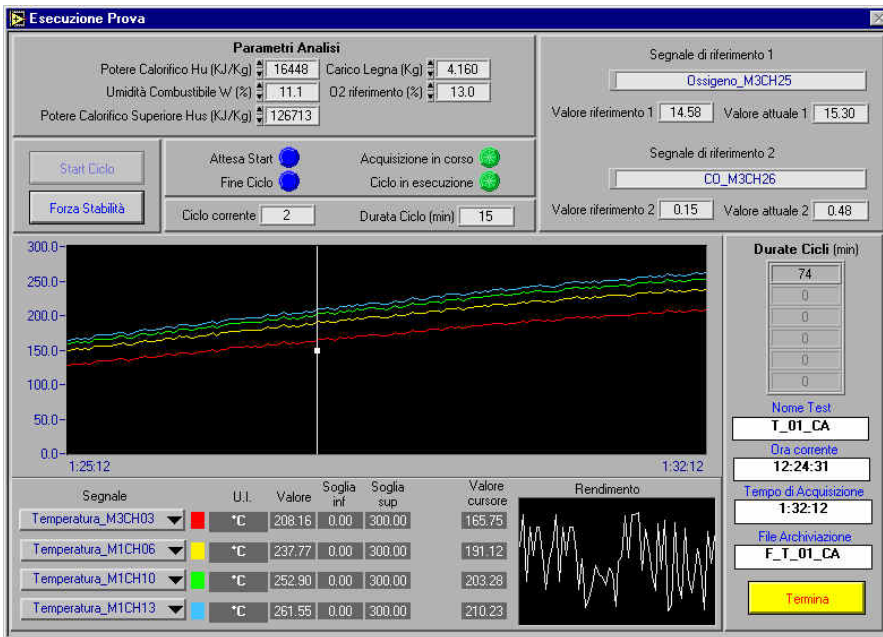 Esecuzione Prova
Parametri Analisi
Potere Calorifico Hu (KJ/Kg) 16448 Carico Legna (Kg) 4.160
Umidità Combustibile W (%) 11.1 O2 riferimento (%) 13.0
Potere Calorifico Superiore Hus (KJ/Kg) 126713
Segnale di riferimento 1
Ossigeno_M3CH25
Valore riferimento 1 14.58 Valore attuale 1 15.30
Segnale di riferimento 2
CO_M3CH26
Valore riferimento 2 0.15 Valore attuale 2 0.48
Start Ciclo
Forza Stabilità
Attesa Start Acquisizione in corso
Fine Ciclo Ciclo in esecuzione
Ciclo corrente 2 Durata Ciclo (min) 15
300.0
250.0
200.0
150.0
100.0
50.0
0.0
1:25:12 1:32:12
Durate Cicli (min)
74
0
0
0
0
0
Nome Test
T_01_CA
Ora corrente
12:24:31
Tempo di Acquisizione
1:32:12
File Archiviazione
F_T_01_CA
Termina
Segnale U.I. Valore Soglia inf Soglia sup Valore cursore
Temperatura_M3CH03 °C 208.16 0.00 300.00 165.75
Temperatura_M1CH06 °C 237.77 0.00 300.00 191.12
Temperatura_M1CH10 °C 252.90 0.00 300.00 203.28
Temperatura_M1CH13 °C 261.55 0.00 300.00 210.23
Rendimento